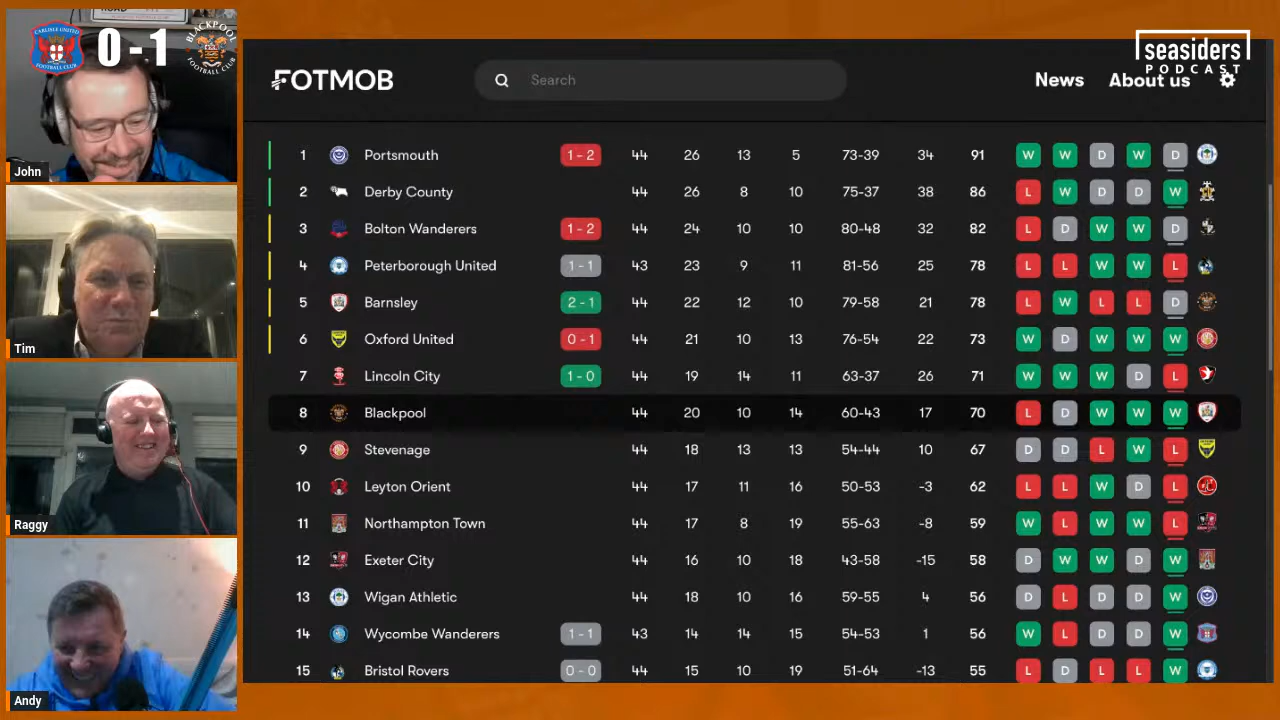 ROAD
CARLISLE UNITED
0 - 1
BLACKPOOL
FOOTBALL CLUB
seasiders
PODCAST
FOTMOB
Search
News
About us
1 Portsmouth 1 - 2 44 26 13 5 73-39 34 91 W W D W D
2 Derby County 44 26 8 10 75-37 38 86 L W D D W
3 Bolton Wanderers 1 - 2 44 24 10 10 80-48 32 82 L D W W D
4 Peterborough United 1 - 1 43 23 9 11 81-56 25 78 L L W W L
5 Barnsley 2 - 1 44 22 12 10 79-58 21 78 L W L L D
6 Oxford United 0 - 1 44 21 10 13 76-54 22 73 W D W W W
7 Lincoln City 1 - 0 44 19 14 11 63-37 26 71 W W W D L
8 Blackpool 44 20 10 14 60-43 17 70 L D W W W
9 Stevenage 44 18 13 13 54-44 10 67 D D L W L
10 Leyton Orient 44 17 11 16 50-53 -3 62 L L W D L
11 Northampton Town 44 17 8 19 55-63 -8 59 W L W W L
12 Exeter City 44 16 10 18 43-58 -15 58 D W W D W
13 Wigan Athletic 44 18 10 16 59-55 4 56 D L D D W
14 Wycombe Wanderers 1 - 1 43 14 14 15 54-53 1 56 W L D D W
15 Bristol Rovers 0 - 0 44 15 10 19 51-64 -13 55 L D L L W
John
Tim
Raggy
Andy